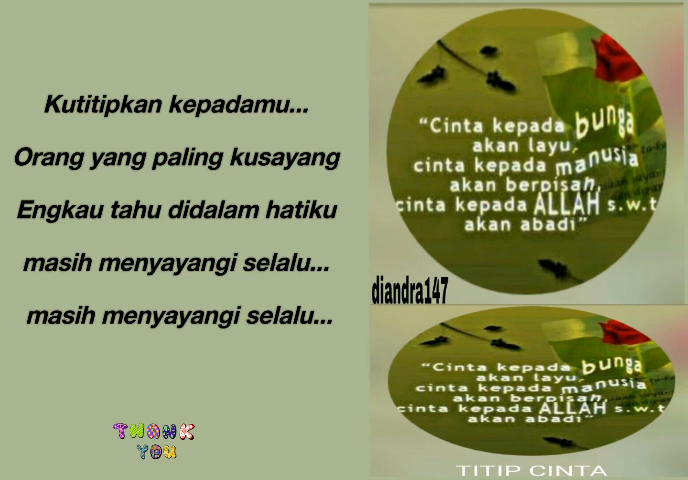 Kutitipkan kepadamu...
Orang yang paling kusayang
Engkau tahu didalam hatiku
masih menyayangi selalu...
masih menyayangi selalu...
THANK
YOU
“Cinta kepada bunga
akan layu,
cinta kepada manusia
akan berpisah,
cinta kepada ALLAH s.w.t
akan abadi”
diandra147
“Cinta kepada bunga
akan layu,
cinta kepada manusia
akan berpisah,
cinta kepada ALLAH s.w.t
akan abadi”
TITIP CINTA